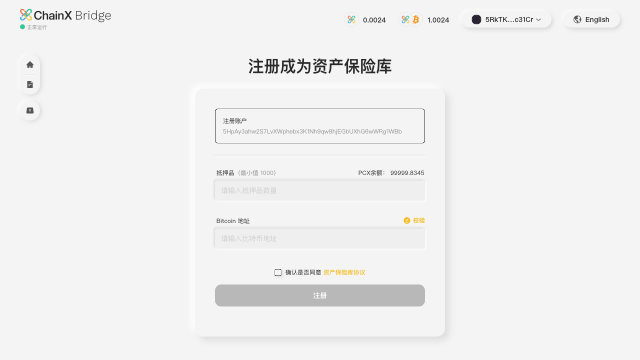 ChainX Bridge
正常运行
0.0024
1.0024
5RkTK...c31Cr
English
注册成为资产保险库
注册账户
抵押品（最小值 1000）
PCX余额： 99999.8345
请输入抵押品数量
Bitcoin 地址
校验
请输入比特币地址
确认是否同意 资产保险库协议
注册